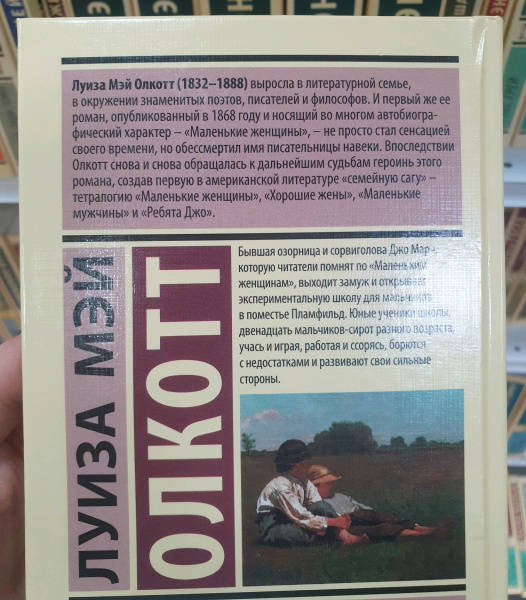 Луиза Мэй Олкотт (1832–1888) выросла в литературной семье,
в окружении знаменитых поэтов, писателей и философов. И первый же ее
роман, опубликованный в 1868 году и носящий во многом автобиогра-
фический характер – «Маленькие женщины», – не просто стал сенсацией
своего времени, но обессмертил имя писательницы навеки. Впоследствии
Олкотт снова и снова обращалась к дальнейшим судьбам героинь этого
романа, создав первую в американской литературе «семейную сагу» –
тетралогию «Маленькие женщины», «Хорошие жены», «Маленькие
мужчины» и «Ребята Джо».
ЛУИЗА МЭЙ
ОЛКОТТ
Бывшая озорница и сорвиголова Джо Марч,
которую читатели помнят по «Маленьким
женщинам», выходит замуж и открывает
экспериментальную школу для мальчиков
в поместье Пламфилд. Юные ученики школы,
двенадцать мальчиков-сирот разного возраста,
учась и играя, работая и ссорясь, борются
с недостатками и развивают свои сильные
стороны.